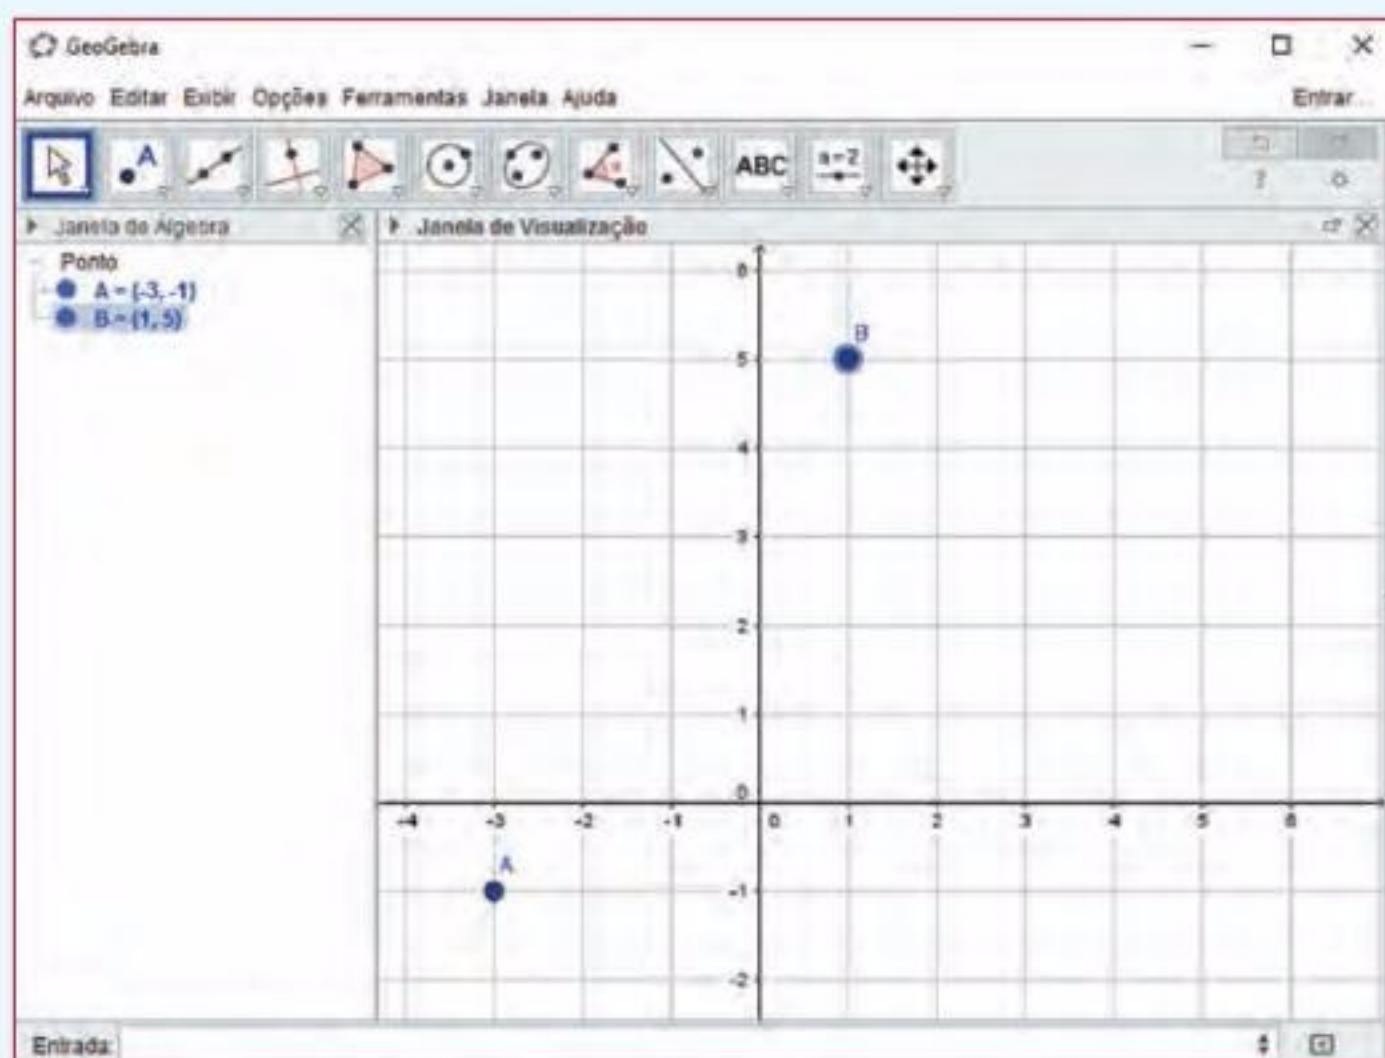 GeoGebra
Arquivo Editar Exibir Opções Ferramentas Janela Ajuda Entrar...
A ABC a=2
Janela de Álgebra Janela de Visualização
Ponto
A = (-3, -1)
B = (1, 5)
6
B
5
4
3
2
1
0
-4 -3 -2 -1 0 1 2 3 4 5 6
A
-1
-2
Entrada: